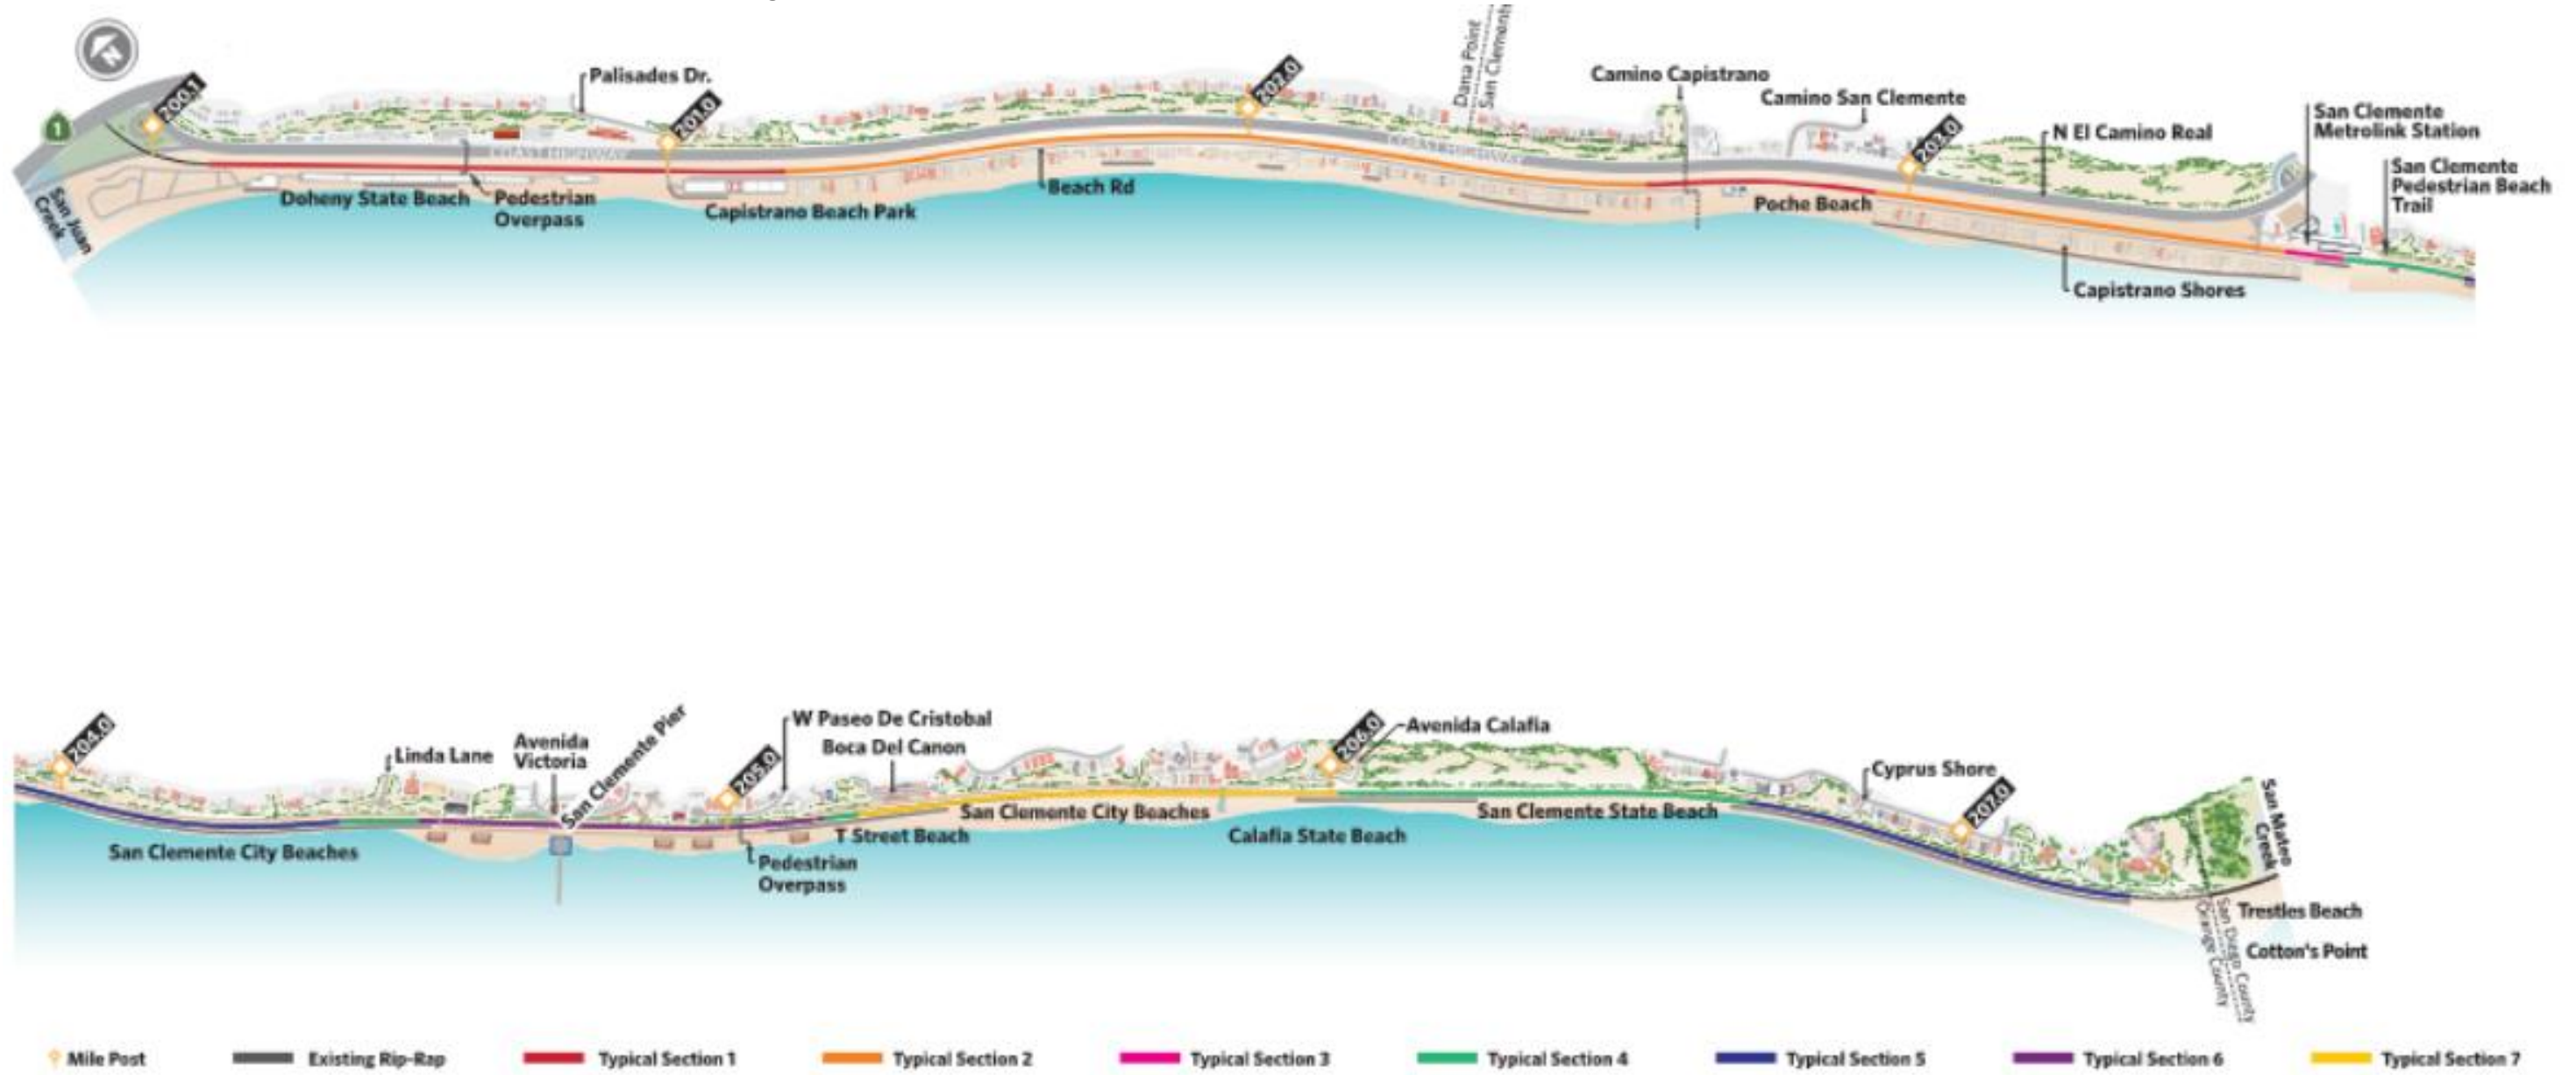 N
1
200.1
San Juan
Creek
Doheny State Beach
Pedestrian
Overpass
Palisades Dr.
COAST HIGHWAY
201.0
Capistrano Beach Park
Beach Rd
202.0
COAST HIGHWAY
Dana Point
San Clemente
Camino Capistrano
Camino San Clemente
Poche Beach
203.0
N El Camino Real
Capistrano Shores
San Clemente
Metrolink Station
San Clemente
Pedestrian Beach
Trail
204.0
San Clemente City Beaches
Linda Lane
Avenida
Victoria
San Clemente Pier
205.0
Pedestrian
Overpass
W Paseo De Cristobal
Boca Del Canon
T Street Beach
San Clemente City Beaches
206.0
Avenida Calafia
Calafia State Beach
San Clemente State Beach
Cyprus Shore
207.0
San Mateo
Creek
Trestles Beach
Cotton's Point
San Diego County
Orange County
Mile Post
Existing Rip-Rap
Typical Section 1
Typical Section 2
Typical Section 3
Typical Section 4
Typical Section 5
Typical Section 6
Typical Section 7